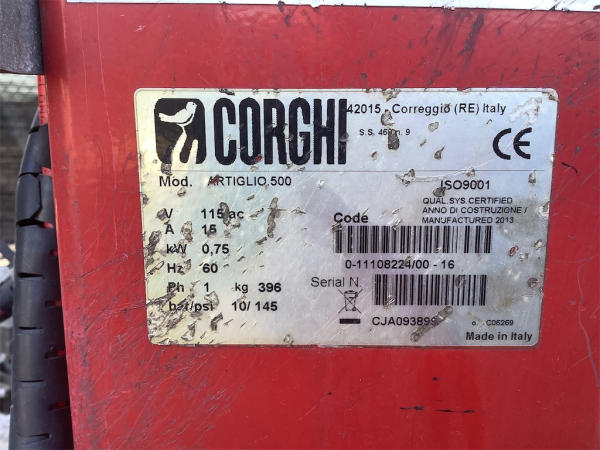 CORGHI
42015 - Correggio (RE) Italy
S.S. 468 n. 9
CE
Mod. ARTIGLIO 500
ISO9001
QUAL.SYS.CERTIFIED
ANNO DI COSTRUZIONE /
MANUFACTURED 2013
V 115 ac
A 15
kW 0,75
Hz 60
Ph 1 kg 396
bar/psi 10/ 145
Code
0-11108224/00 - 16
Serial N.
CJA093899
C06269
Made in Italy